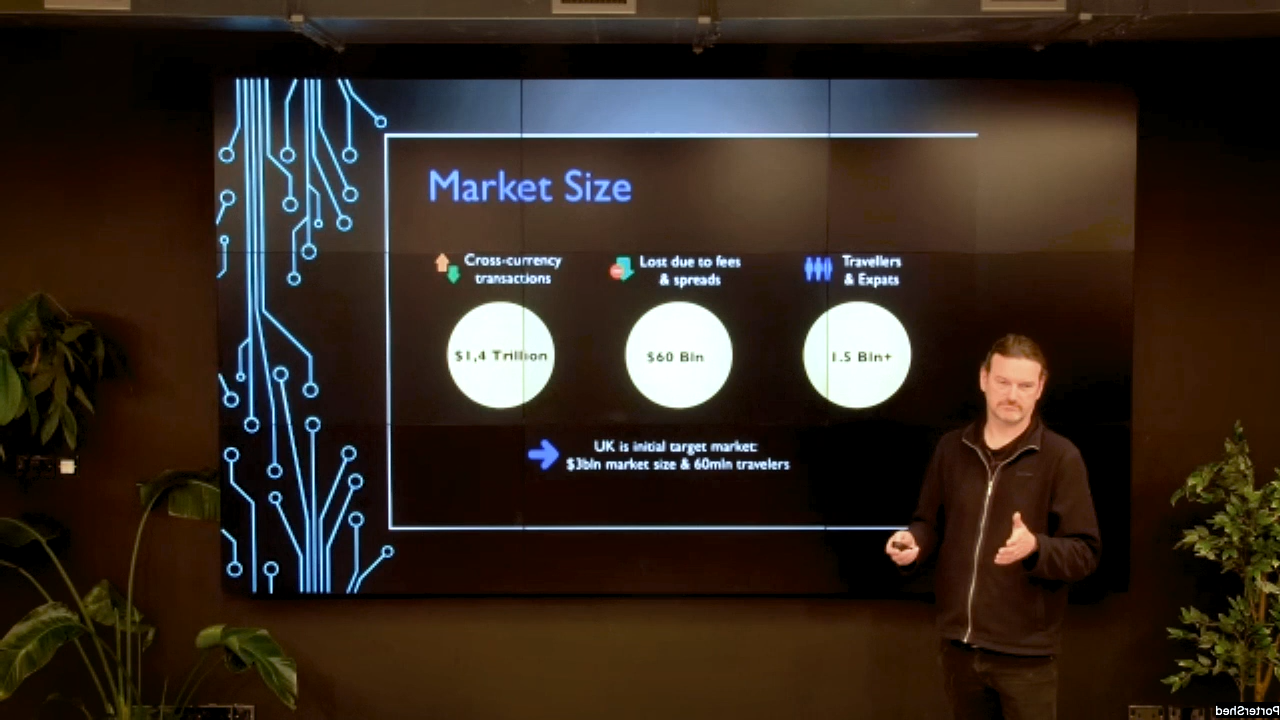 Market Size
Cross-currency
transactions
Lost due to fees
& spreads
Travellers
& Expats
$1,4 Trillion
$60 Bln
1.5 Bln+
UK is initial target market:
$3bln market size & 60mln travelers
PorterShed